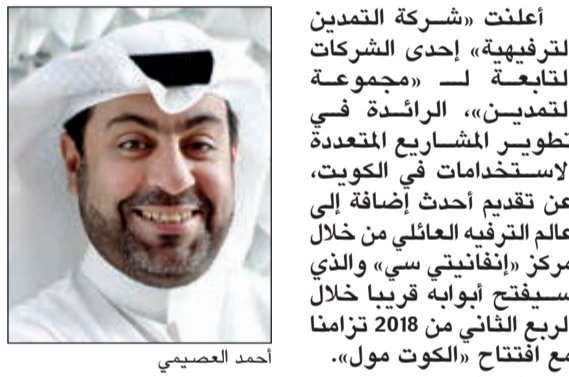 أعلنت «شركة التمدين
لترفيهية» إحدى الشركات
لتابعة لـ «مجموعة
لتمدين»، الرائدة في
تطوير المشاريع المتعددة
لاستخدامات في الكويت،
عن تقديم أحدث إضافة إلى
عالم الترفيه العائلي من خلال
مركز «إنفانيتي سي» والذي
سيفتح أبوابه قريبا خلال
لربع الثاني من 2018 تزامنا
مع افتتاح «الكوت مول».
أحمد العصيمي